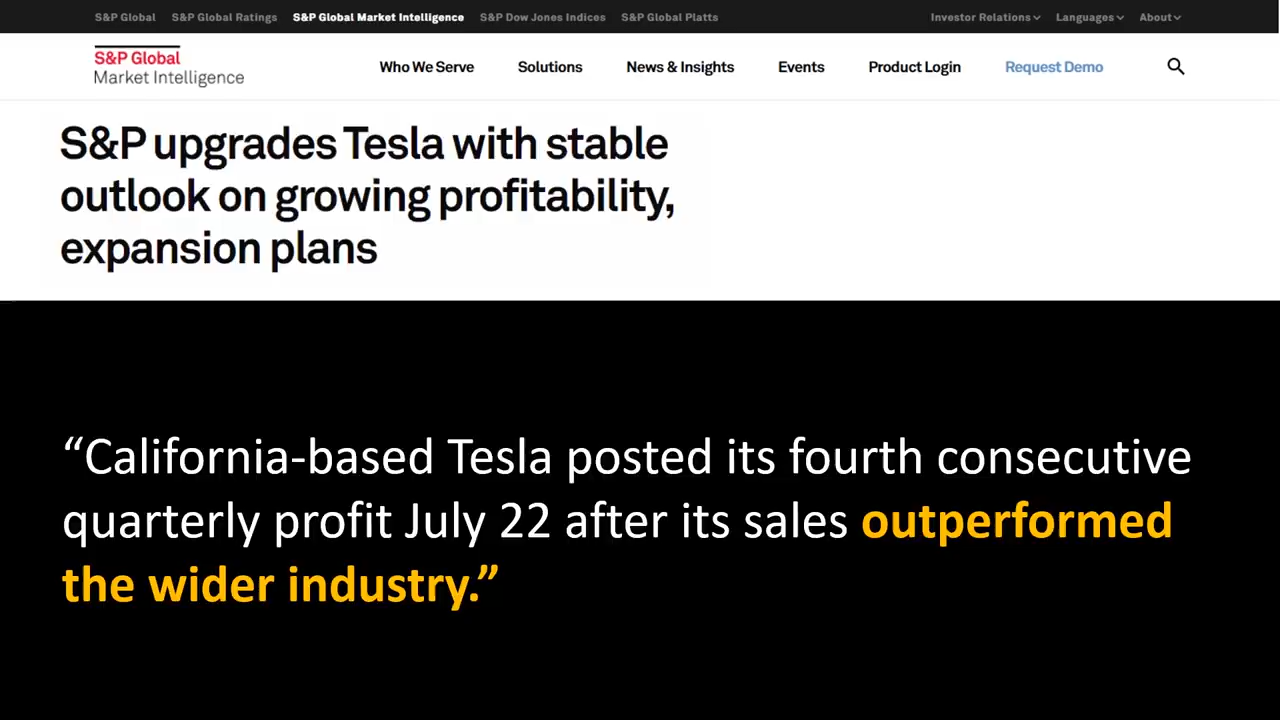 S&P Global S&P Global Ratings S&P Global Market Intelligence S&P Dow Jones Indices S&P Global Platts Investor Relations Languages About
S&P Global
Market Intelligence
Who We Serve Solutions News & Insights Events Product Login Request Demo
S&P upgrades Tesla with stable
outlook on growing profitability,
expansion plans
“California-based Tesla posted its fourth consecutive
quarterly profit July 22 after its sales outperformed
the wider industry.”